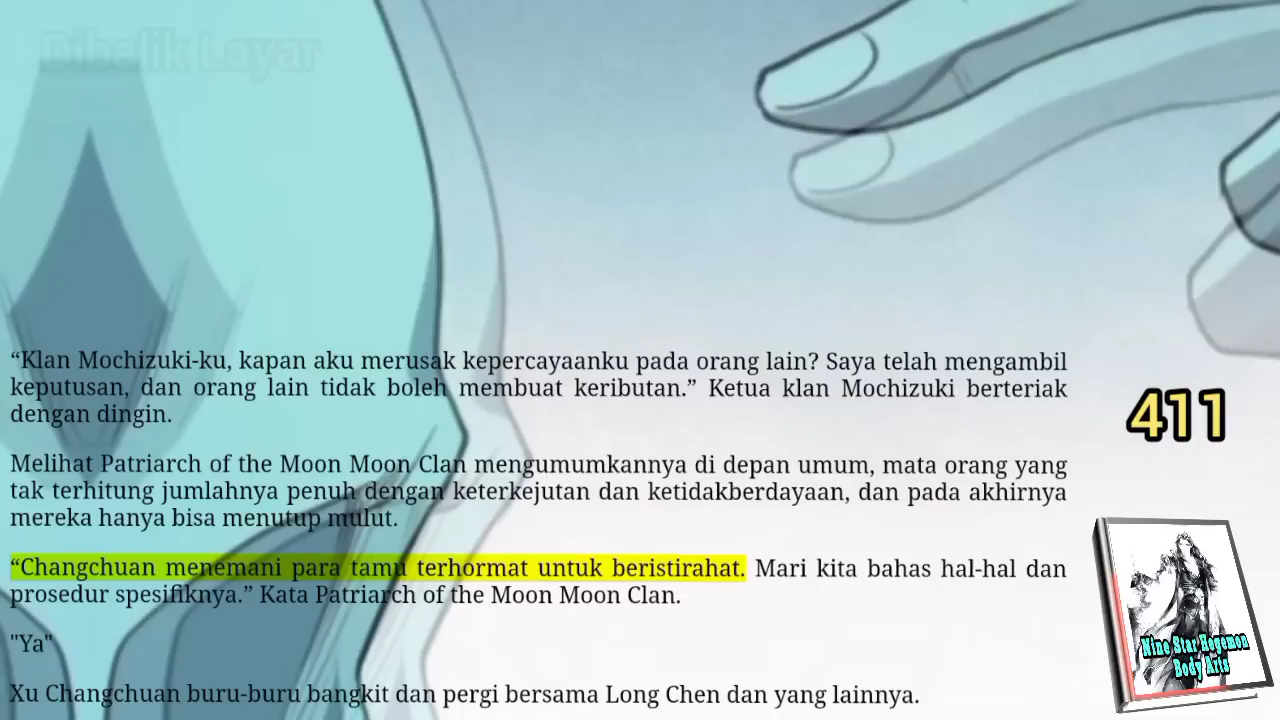 Dibalik Layar
“Klan Mochizuki-ku, kapan aku merusak kepercayaanku pada orang lain? Saya telah mengambil
keputusan, dan orang lain tidak boleh membuat keributan.” Ketua klan Mochizuki berteriak
dengan dingin.
Melihat Patriarch of the Moon Moon Clan mengumumkannya di depan umum, mata orang yang
tak terhitung jumlahnya penuh dengan keterkejutan dan ketidakberdayaan, dan pada akhirnya
mereka hanya bisa menutup mulut.
“Changchuan menemani para tamu terhormat untuk beristirahat. Mari kita bahas hal-hal dan
prosedur spesifiknya.” Kata Patriarch of the Moon Moon Clan.
"Ya"
Xu Changchuan buru-buru bangkit dan pergi bersama Long Chen dan yang lainnya.
411
Nine Star Hegemon
Body Arts